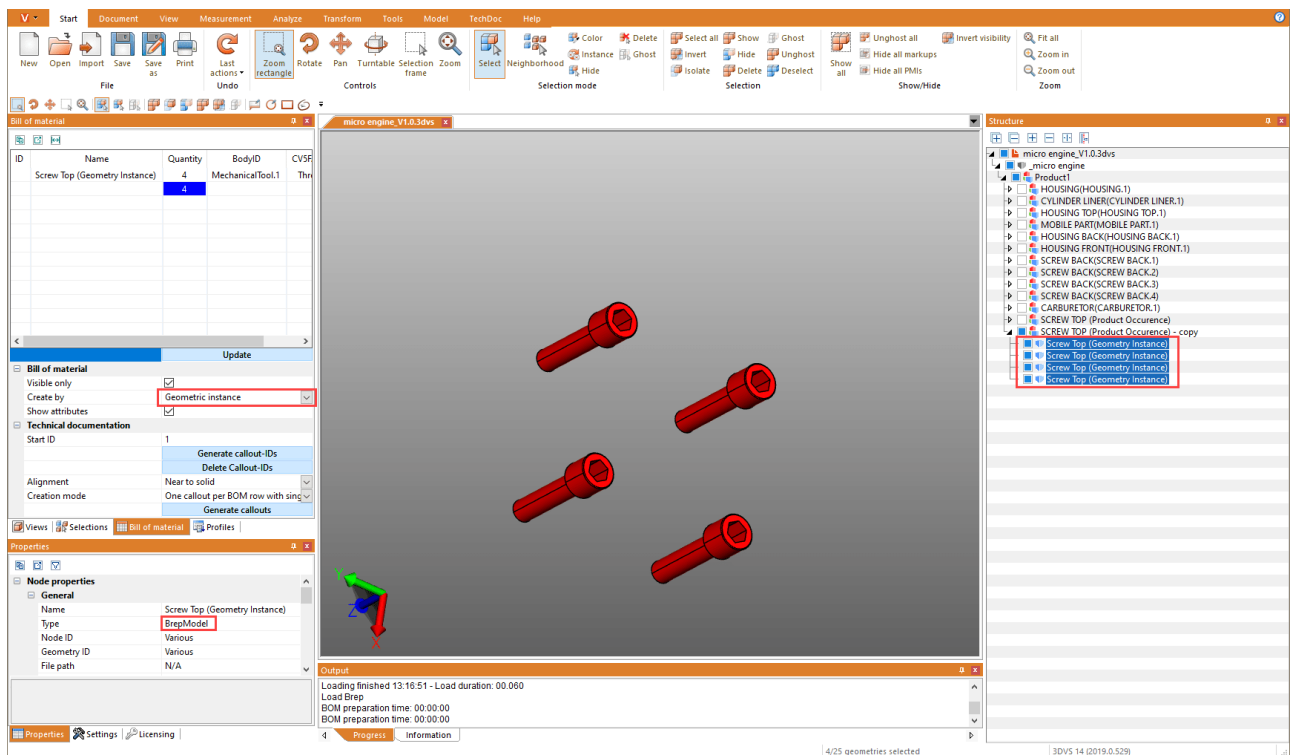 V Start Document View Measurement Analyze Transform Tools Model TechDoc Help
New Open Import Save Save as Print
File
Last actions
Undo
Zoom rectangle Rotate Pan Turntable Selection frame Zoom
Controls
Select Neighborhood Color Delete
Instance Ghost
Hide
Selection mode
Select all Show Ghost
Invert Hide Unghost
Isolate Delete Deselect
Selection
Show all Unghost all Invert visibility
Hide all markups
Hide all PMIs
Show/Hide
Fit all
Zoom in
Zoom out
Zoom
Bill of material
ID Name Quantity BodyID CV5F
Screw Top (Geometry Instance) 4 MechanicalTool.1 Thr
4
Update
Bill of material
Visible only
Create by Geometric instance
Show attributes
Technical documentation
Start ID 1
Generate callout-IDs
Delete Callout-IDs
Alignment Near to solid
Creation mode One callout per BOM row with sing
Generate callouts
Views Selections Bill of material Profiles
Properties
Node properties
General
Name Screw Top (Geometry Instance)
Type BrepModel
Node ID Various
Geometry ID Various
File path N/A
Properties Settings Licensing
micro engine_V1.0.3dvs
Y
Z
X
Output
Loading finished 13:16:51 - Load duration: 00.060
Load Brep
BOM preparation time: 00:00:00
BOM preparation time: 00:00:00
Progress Information
Structure
micro engine_V1.0.3dvs
_micro engine
Product1
HOUSING(HOUSING.1)
CYLINDER LINER(CYLINDER LINER.1)
HOUSING TOP(HOUSING TOP.1)
MOBILE PART(MOBILE PART.1)
HOUSING BACK(HOUSING BACK.1)
HOUSING FRONT(HOUSING FRONT.1)
SCREW BACK(SCREW BACK.1)
SCREW BACK(SCREW BACK.2)
SCREW BACK(SCREW BACK.3)
SCREW BACK(SCREW BACK.4)
CARBURETOR(CARBURETOR.1)
SCREW TOP (Product Occurence)
SCREW TOP (Product Occurence) - copy
Screw Top (Geometry Instance)
Screw Top (Geometry Instance)
Screw Top (Geometry Instance)
Screw Top (Geometry Instance)
4/25 geometries selected 3DVS 14 (2019.0.529)